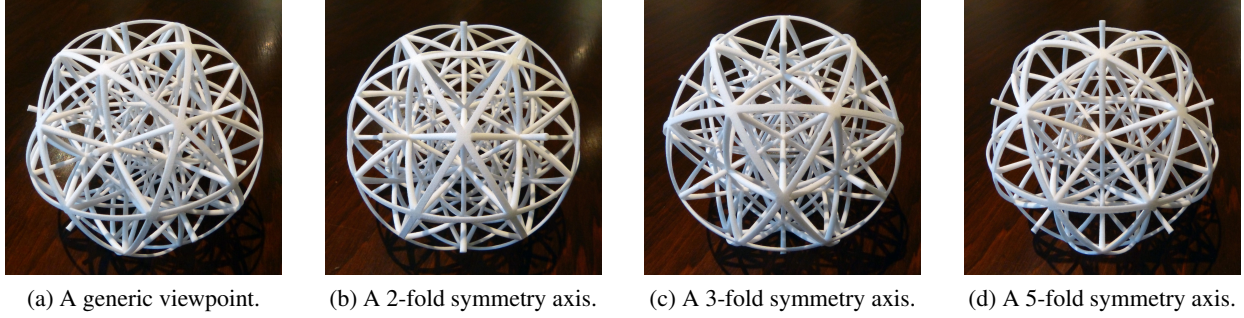 (a) A generic viewpoint.
(b) A 2-fold symmetry axis.
(c) A 3-fold symmetry axis.
(d) A 5-fold symmetry axis.